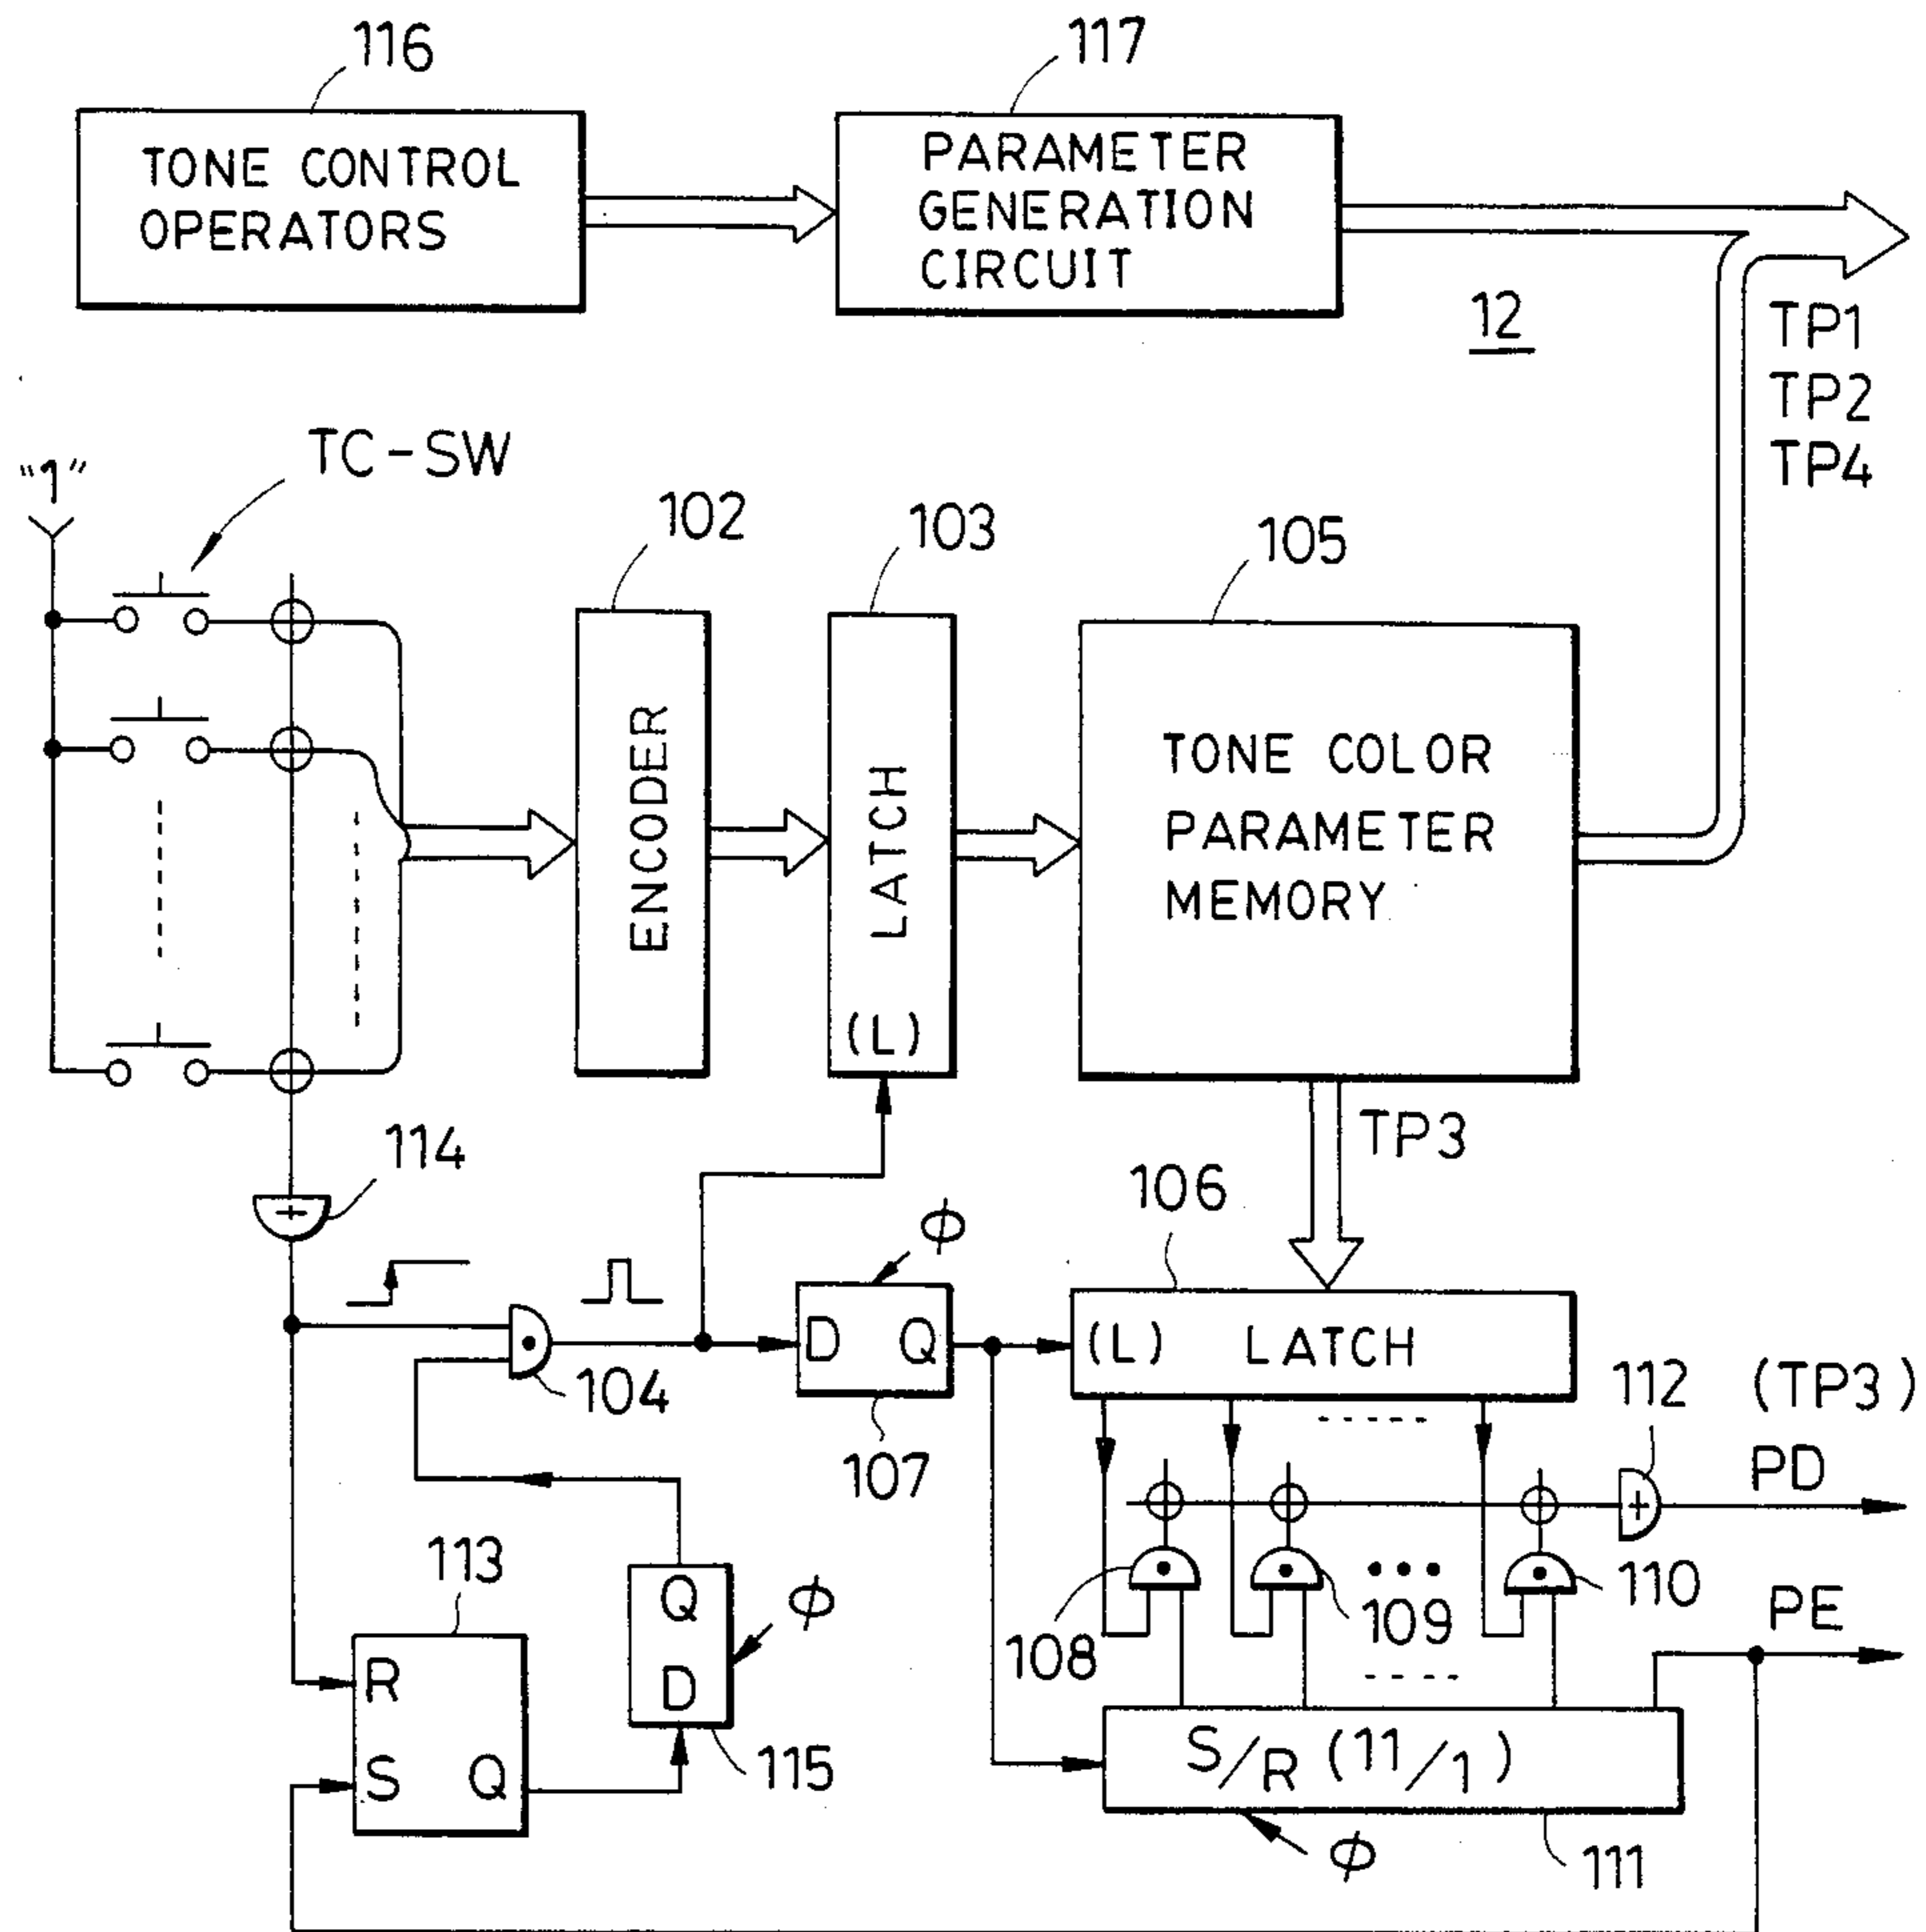 116
117
TONE CONTROL
OPERATORS
PARAMETER
GENERATION
CIRCUIT
12
TP1
TP2
TP4
"1"
TC-SW
102
103
105
ENCODER
LATCH
(L)
TONE COLOR
PARAMETER
MEMORY
TP3
114
106
ϕ
104
D Q
107
(L) LATCH
112
(TP3)
PD
113
Q
D
ϕ
115
108
109
110
PE
R
S Q
S/R (11/1)
ϕ
111